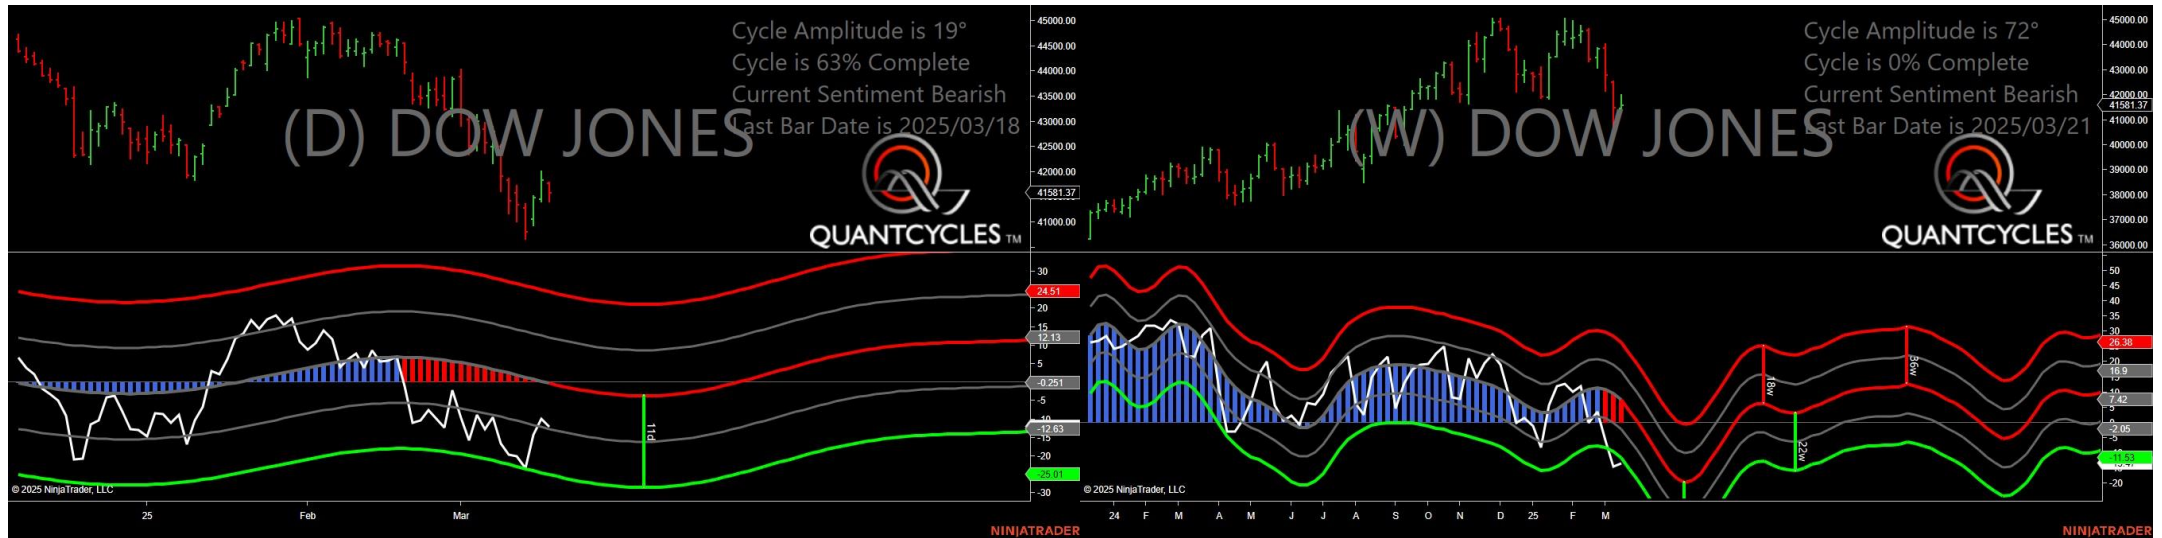 Cycle Amplitude is 19°
Cycle is 63% Complete
Current Sentiment Bearish
Last Bar Date is 2025/03/18
(D) DOW JONES
QUANTCYCLES TM
45000.00
44500.00
44000.00
43500.00
43000.00
42500.00
42000.00
41581.37
41000.00
30
24.51
20
15
12.13
10
5
-0.251
-5
-10
-12.63
-15
-20
-25.01
-30
11d
© 2025 NinjaTrader, LLC
25 Feb Mar
NINJATRADER
Cycle Amplitude is 72°
Cycle is 0% Complete
Current Sentiment Bearish
Last Bar Date is 2025/03/21
(W) DOW JONES
QUANTCYCLES TM
45000.00
44000.00
43000.00
42000.00
41581.37
41000.00
40000.00
39000.00
38000.00
37000.00
36000.00
50
45
40
35
30
26.38
20
16.9
15
10
7.42
5
-2.05
-5
-11.53
-20
18w
36w
22w
© 2025 NinjaTrader, LLC
24 F M A M J J A S O N D 25 F M
NINJATRADER